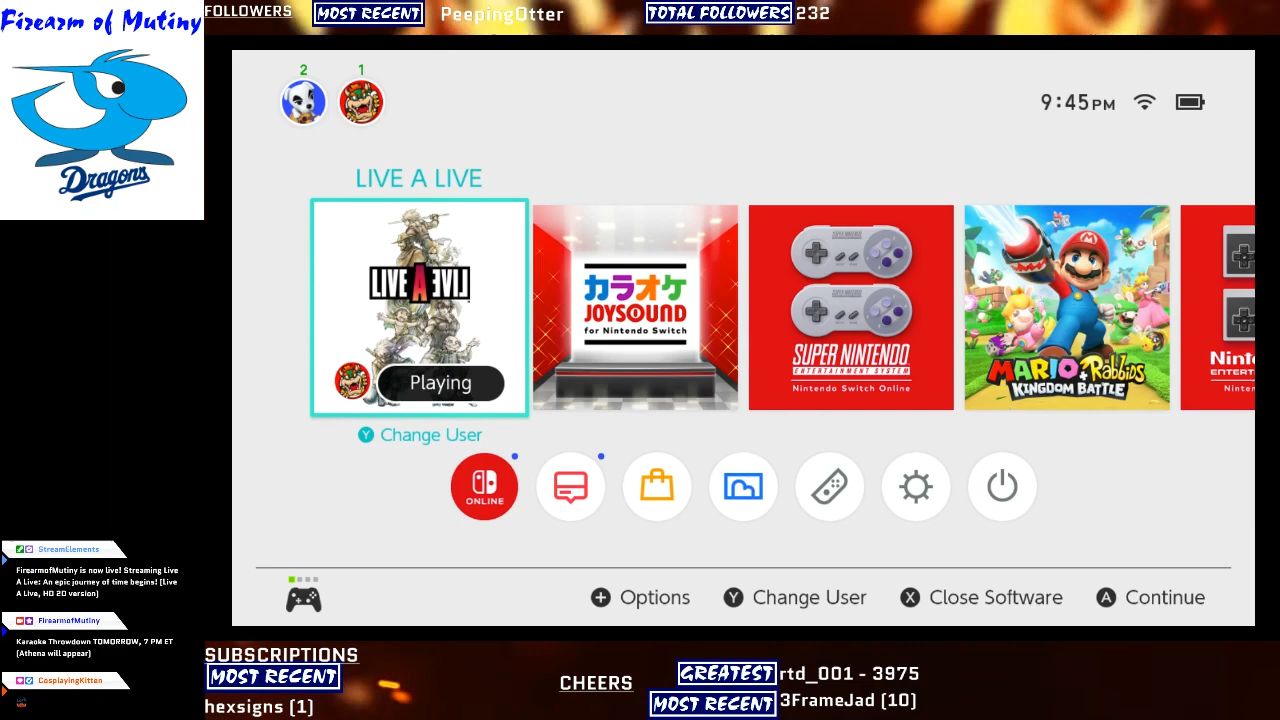 Firearm of Mutiny
Dragons
FOLLOWERS
MOST RECENT
PeepingOtter
TOTAL FOLLOWERS
232
2
1
9:45PM
LIVE A LIVE
LIVE A LIVE
Playing
カラオケ
JOYSOUND
for Nintendo Switch
SUPER NINTENDO
ENTERTAINMENT SYSTEM
Nintendo Switch Online
MARIO + Rabbids
KINGDOM BATTLE
Y Change User
ONLINE
+ Options
Y Change User
X Close Software
A Continue
StreamElements
FirearmofMutiny is now live! Streaming Live
A Live: An epic journey of time begins! [Live
A Live, HD 2D version]
FirearmofMutiny
Karaoke Throwdown TOMORROW, 7 PM ET
(Athena will appear)
CosplayingKitten
SUBSCRIPTIONS
MOST RECENT
hexsigns [1]
CHEERS
GREATEST
rtd_001 - 3975
MOST RECENT
3FrameJad [10]